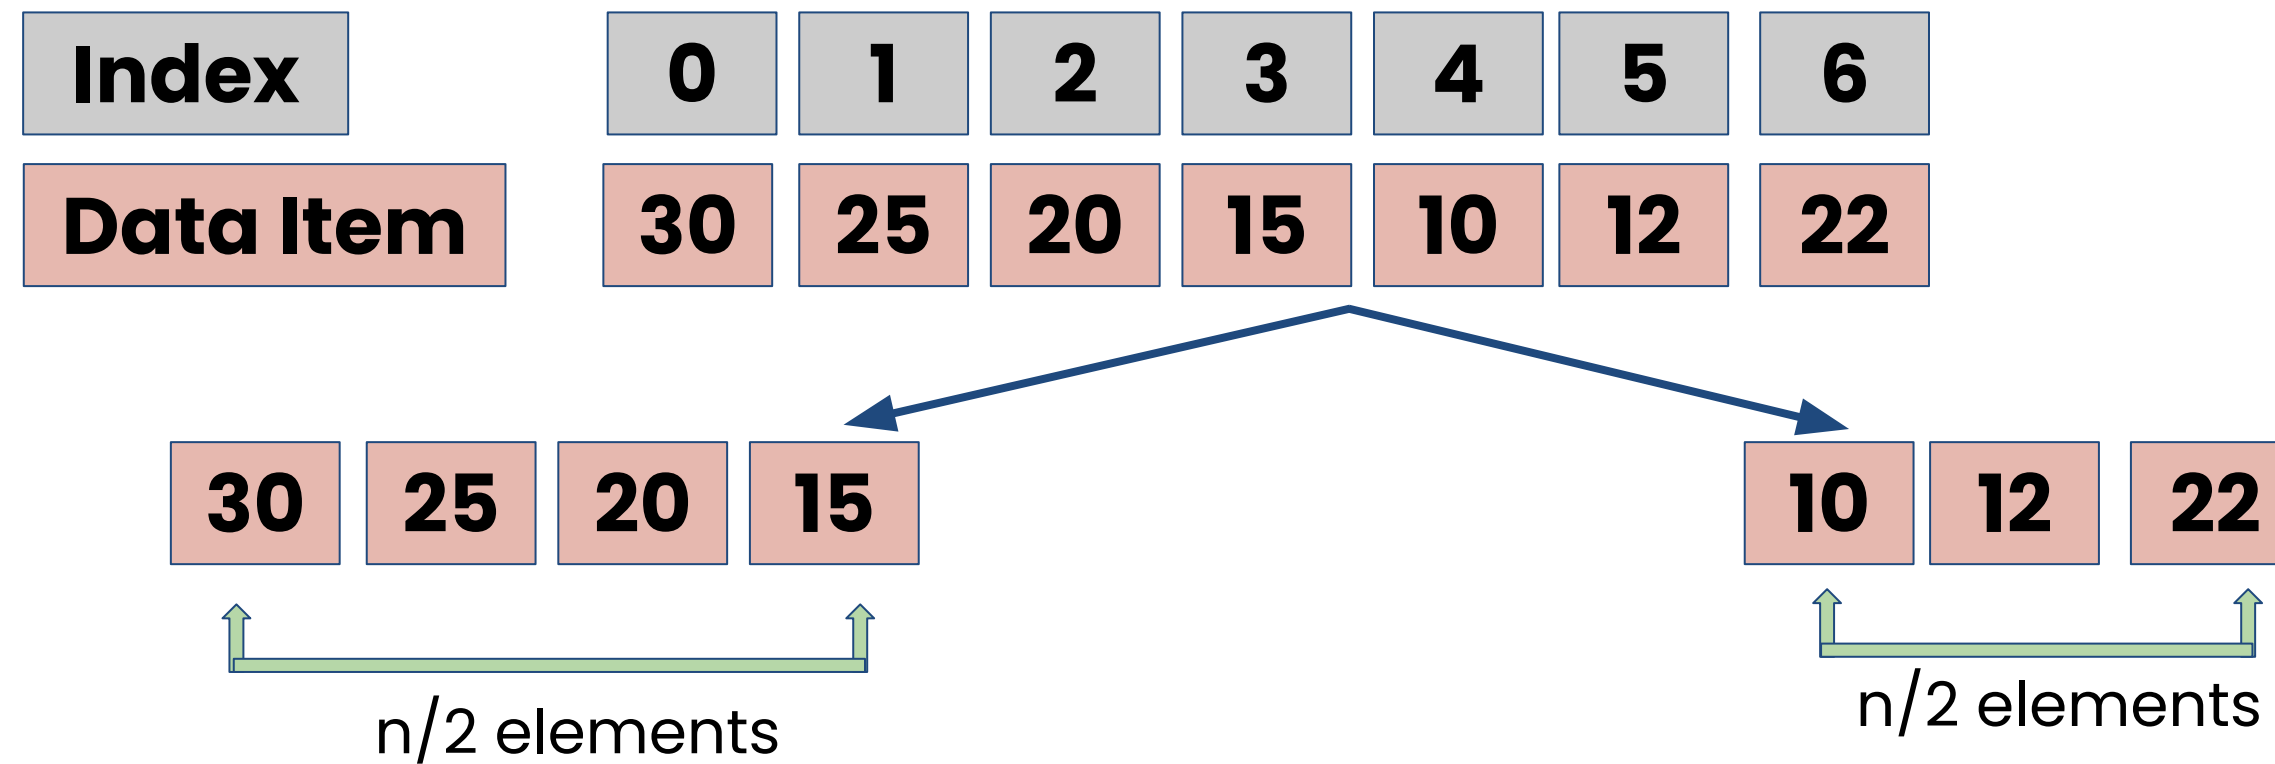 Index 0 1 2 3 4 5 6
Data Item 30 25 20 15 10 12 22
30 25 20 15 10 12 22
n/2 elements n/2 elements